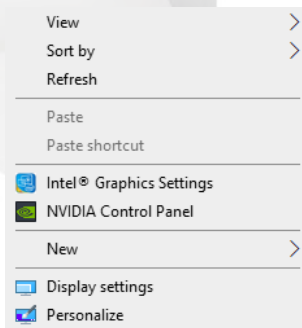 View
Sort by
Refresh
Paste
Paste shortcut
Intel® Graphics Settings
NVIDIA Control Panel
New
Display settings
Personalize